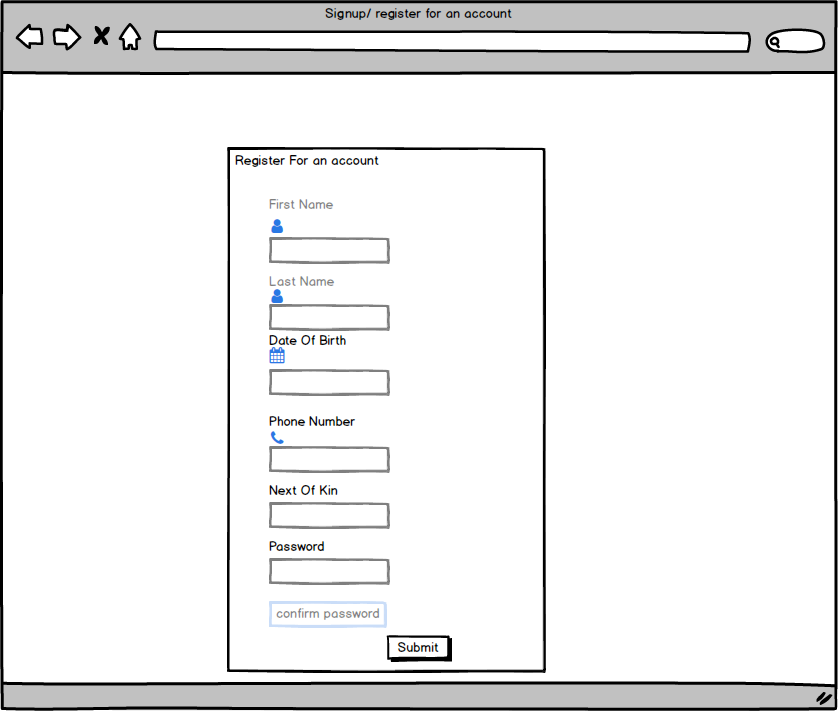 Signup/ register for an account
Register For an account
First Name
Last Name
Date Of Birth
Phone Number
Next Of Kin
Password
confirm password
Submit